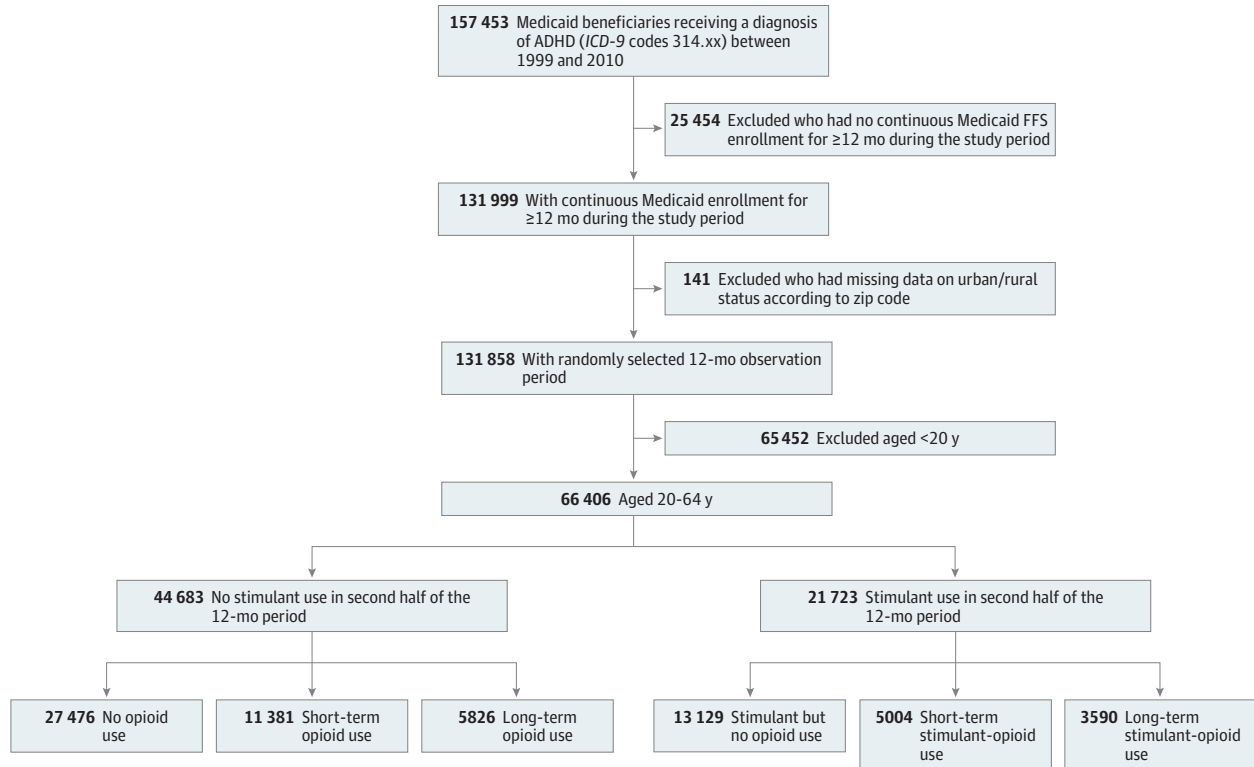 157 453 Medicaid beneficiaries receiving a diagnosis
of ADHD (ICD-9 codes 314.xx) between
1999 and 2010
25 454 Excluded who had no continuous Medicaid FFS
enrollment for ≥12 mo during the study period
131 999 With continuous Medicaid enrollment for
≥12 mo during the study period
141 Excluded who had missing data on urban/rural
status according to zip code
131 858 With randomly selected 12-mo observation
period
65 452 Excluded aged <20 y
66 406 Aged 20-64 y
44 683 No stimulant use in second half of the
12-mo period
21 723 Stimulant use in second half of the
12-mo period
27 476 No opioid
use
11 381 Short-term
opioid use
5826 Long-term
opioid use
13 129 Stimulant but
no opioid use
5004 Short-term
stimulant-opioid
use
3590 Long-term
stimulant-opioid
use